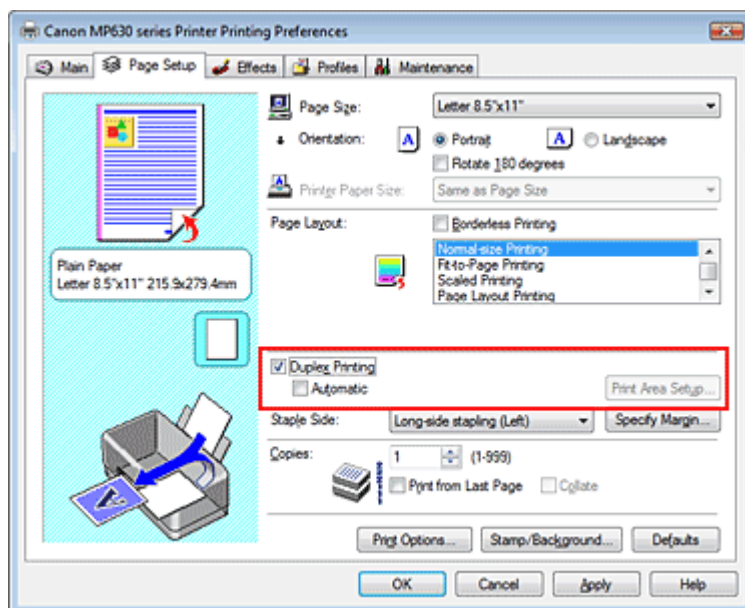 Canon MP630 series Printer Printing Preferences
Main Page Setup Effects Profiles Maintenance
Page Size: Letter 8.5"x11"
Orientation: A Portrait A Landscape
Rotate 180 degrees
Printer Paper Size: Same as Page Size
Page Layout: Borderless Printing
Normal-size Printing
Fit-to-Page Printing
Scaled Printing
Page Layout Printing
Plain Paper
Letter 8.5"x11" 215.9x279.4mm
Duplex Printing
Automatic Print Area Setup...
Staple Side: Long-side stapling (Left) Specify Margin...
Copies: 1 (1-999)
Print from Last Page Collate
A
Print Options... Stamp/Background... Defaults
OK Cancel Apply Help